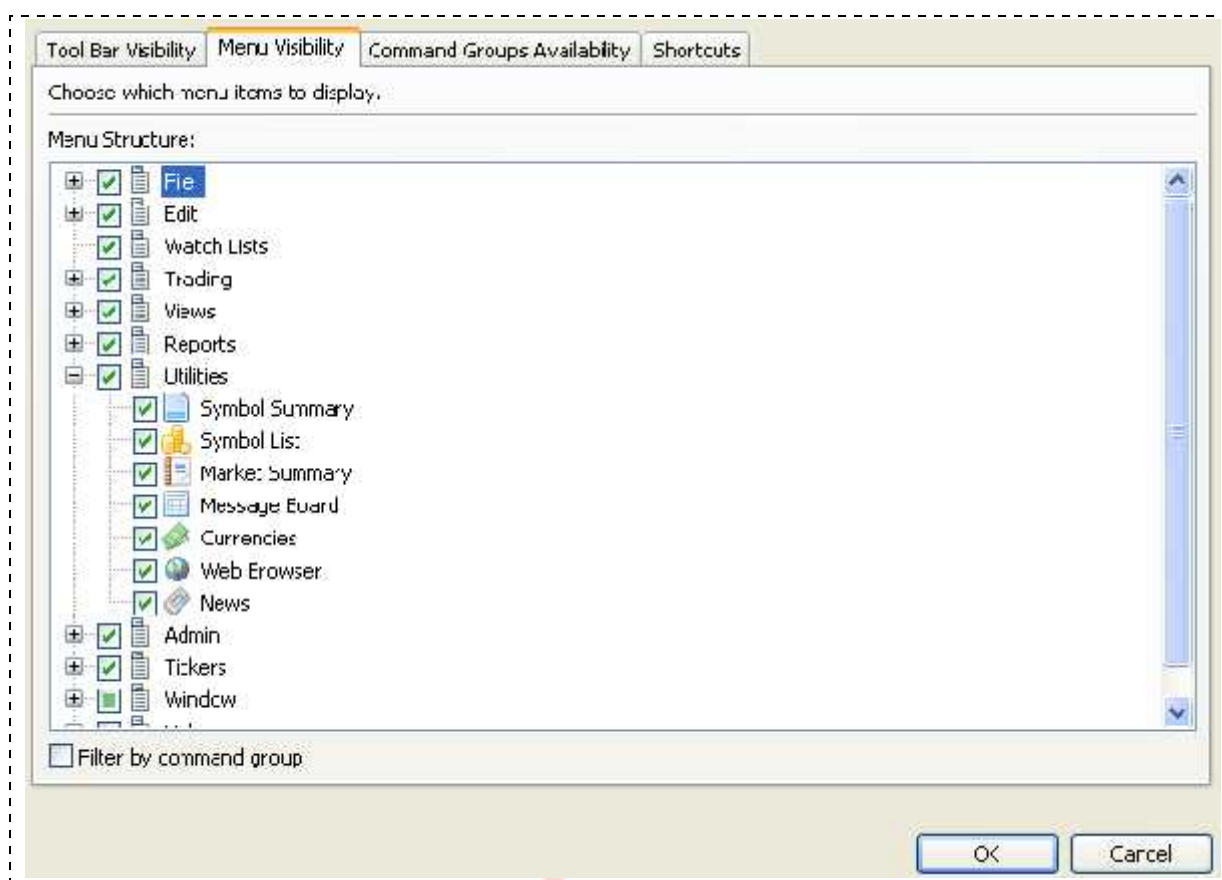 Tool Bar Visibility Menu Visibility Command Groups Availability Shortcuts
Choose which menu items to display.
Menu Structure:
File
Edit
Watch Lists
Trading
Views
Reports
Utilities
Symbol Summary
Symbol List
Market Summary
Message Board
Currencies
Web Browser
News
Admin
Tickers
Window
Filter by command group
OK Cancel